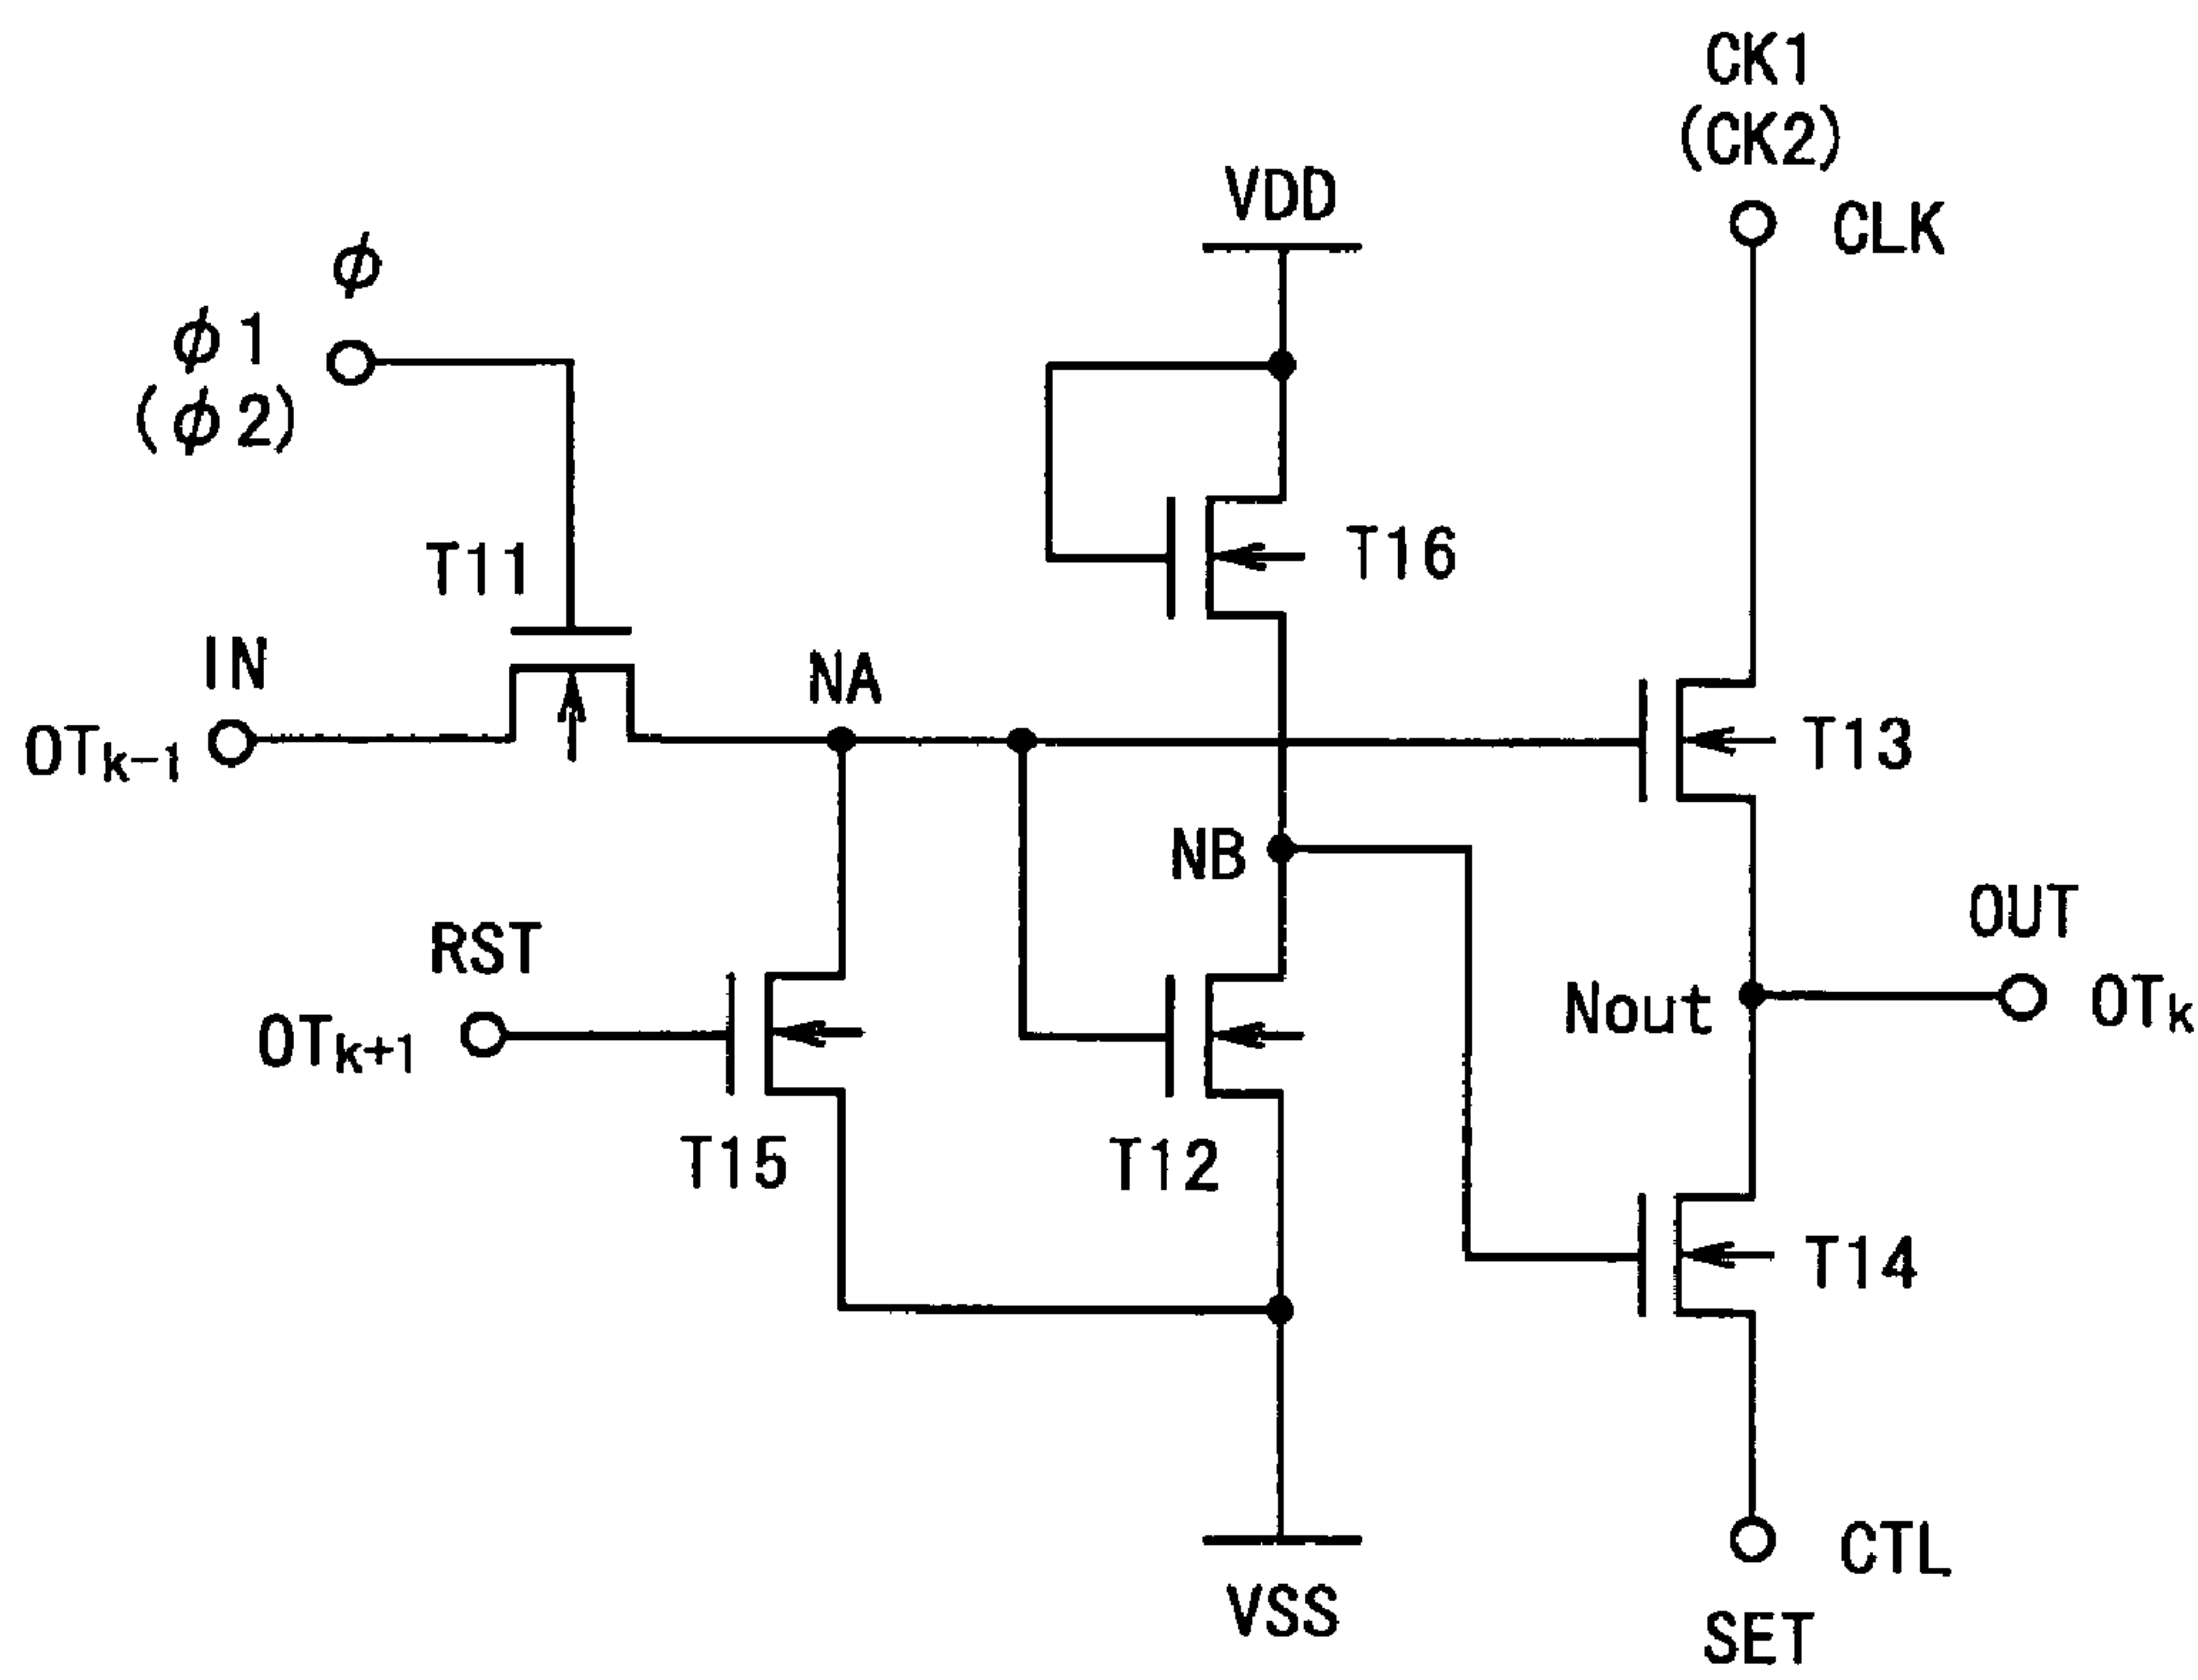 CK1
(CK2)
VDD
CLK
ϕ
ϕ1
(ϕ2)
T11
T16
IN
NA
OTk-1
T13
NB
RST
OUT
Nout
OTk
OTk+1
T15
T12
T14
CTL
VSS
SET